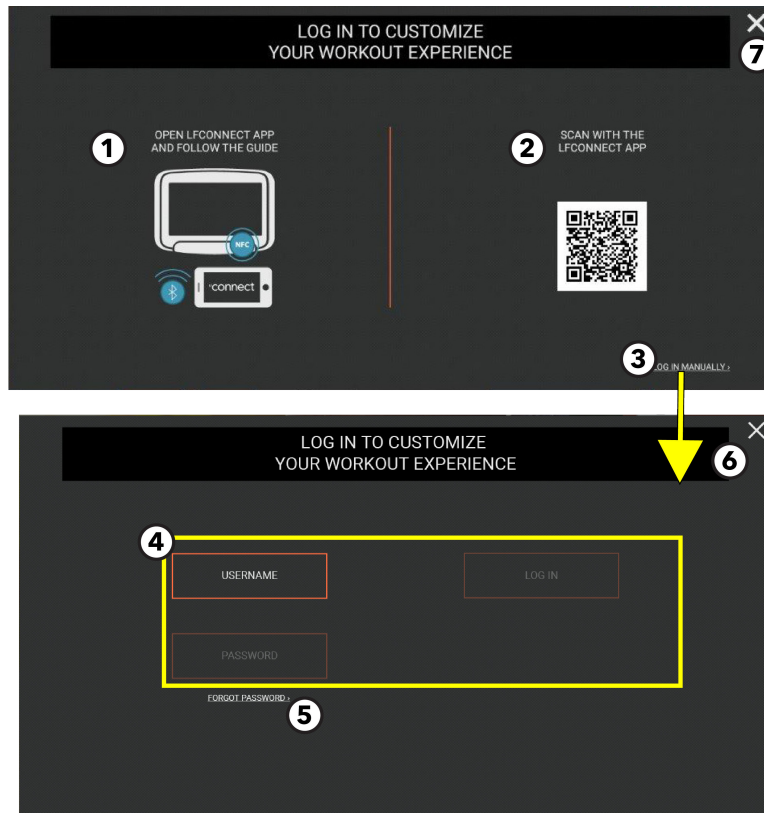 LOG IN TO CUSTOMIZE
YOUR WORKOUT EXPERIENCE
7
1
OPEN LFCONNECT APP
AND FOLLOW THE GUIDE
2
SCAN WITH THE
LFCONNECT APP
NFC
connect
3
LOG IN MANUALLY ›
LOG IN TO CUSTOMIZE
YOUR WORKOUT EXPERIENCE
6
4
USERNAME
LOG IN
PASSWORD
FORGOT PASSWORD ›
5